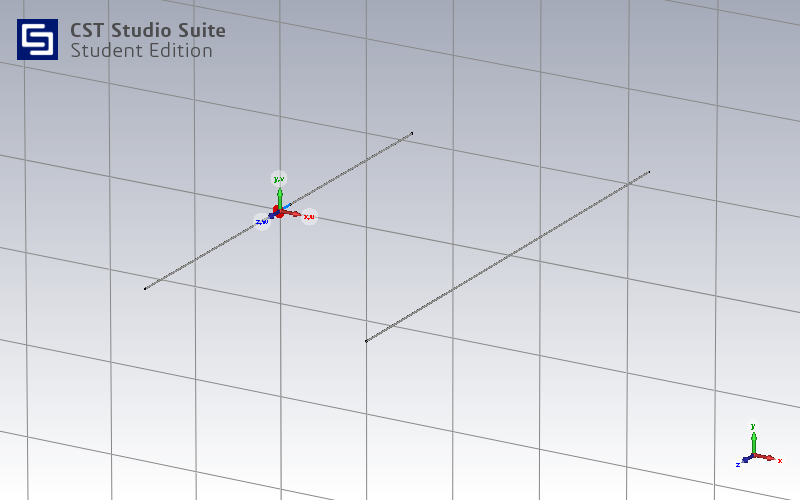 CST Studio Suite
Student Edition
y,v
z,w
x,u
y
z
x